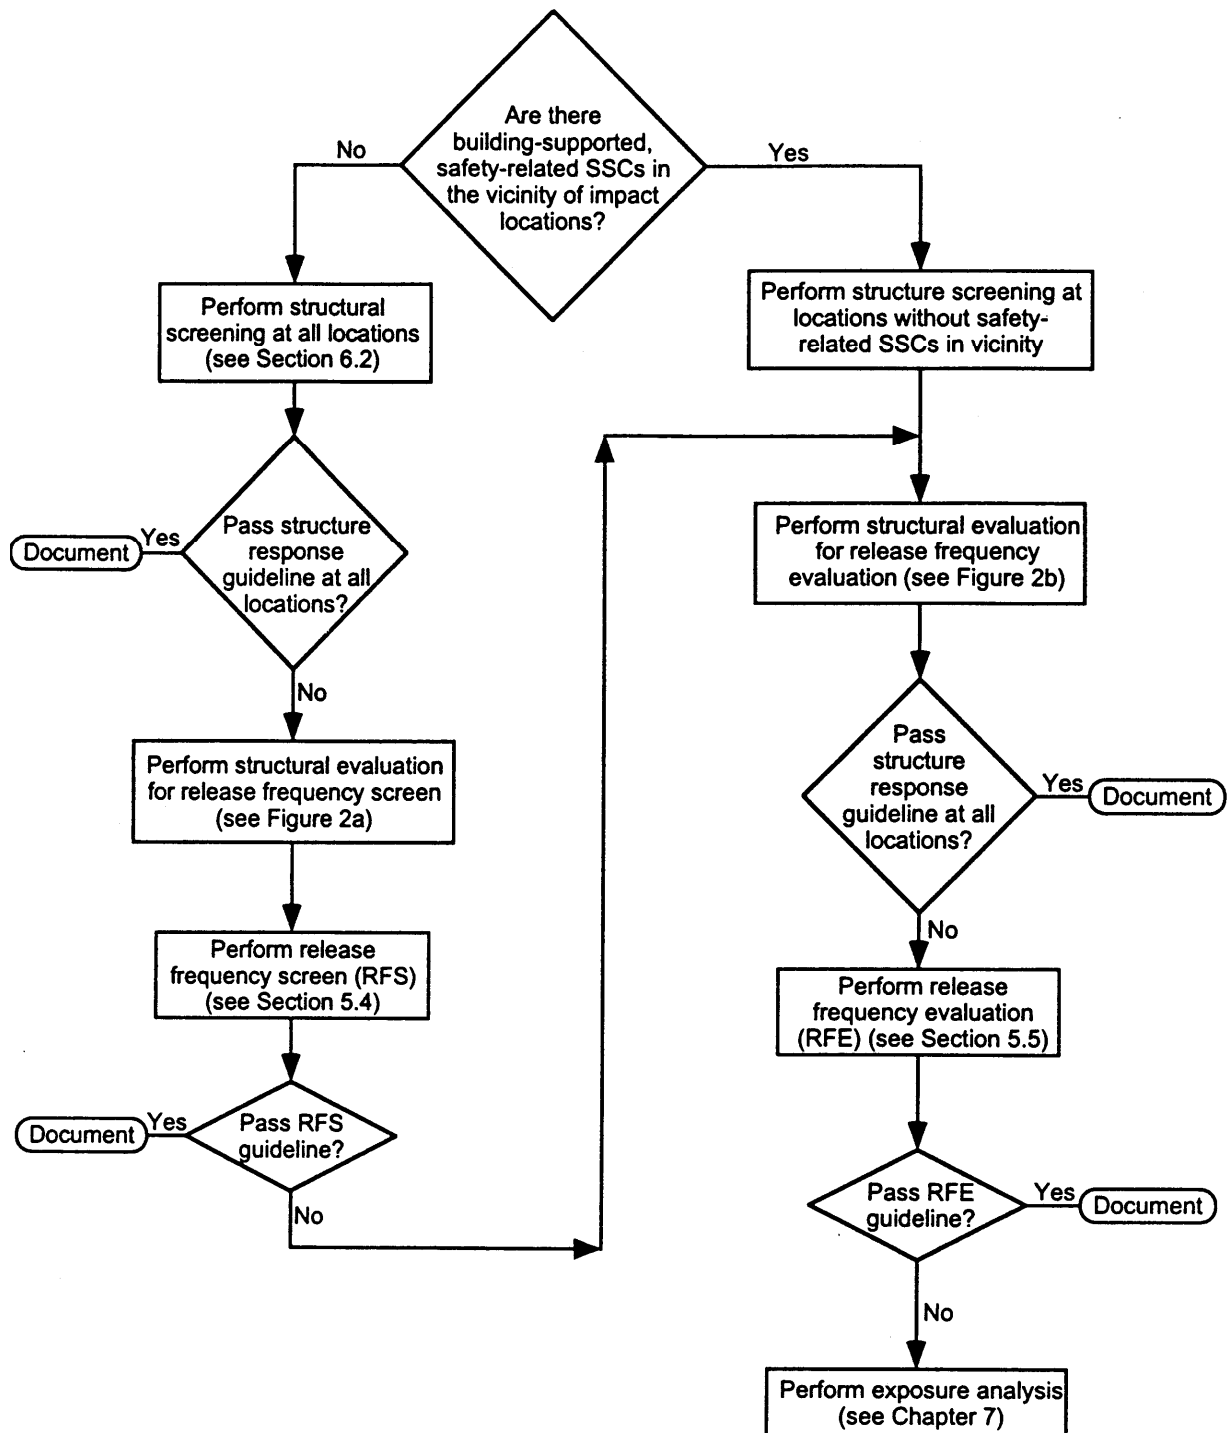 Are there
building-supported,
safety-related SSCs in
the vicinity of impact
locations?
No
Yes
Perform structural
screening at all locations
(see Section 6.2)
Perform structure screening at
locations without safety-
related SSCs in vicinity
Pass structure
response
guideline at all
locations?
Yes
Document
No
Perform structural evaluation
for release frequency
evaluation (see Figure 2b)
Perform structural evaluation
for release frequency screen
(see Figure 2a)
Pass
structure
response
guideline at all
locations?
Yes
Document
No
Perform release
frequency screen (RFS)
(see Section 5.4)
Perform release
frequency evaluation
(RFE) (see Section 5.5)
Pass RFS
guideline?
Yes
Document
No
Pass RFE
guideline?
Yes
Document
No
Perform exposure analysis
(see Chapter 7)